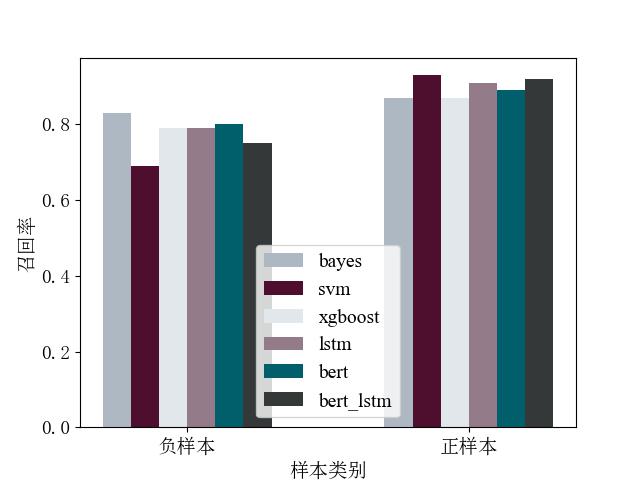 召回率
0.8
0.6
0.4
0.2
0.0
bayes
svm
xgboost
lstm
bert
bert_lstm
负样本 正样本
样本类别